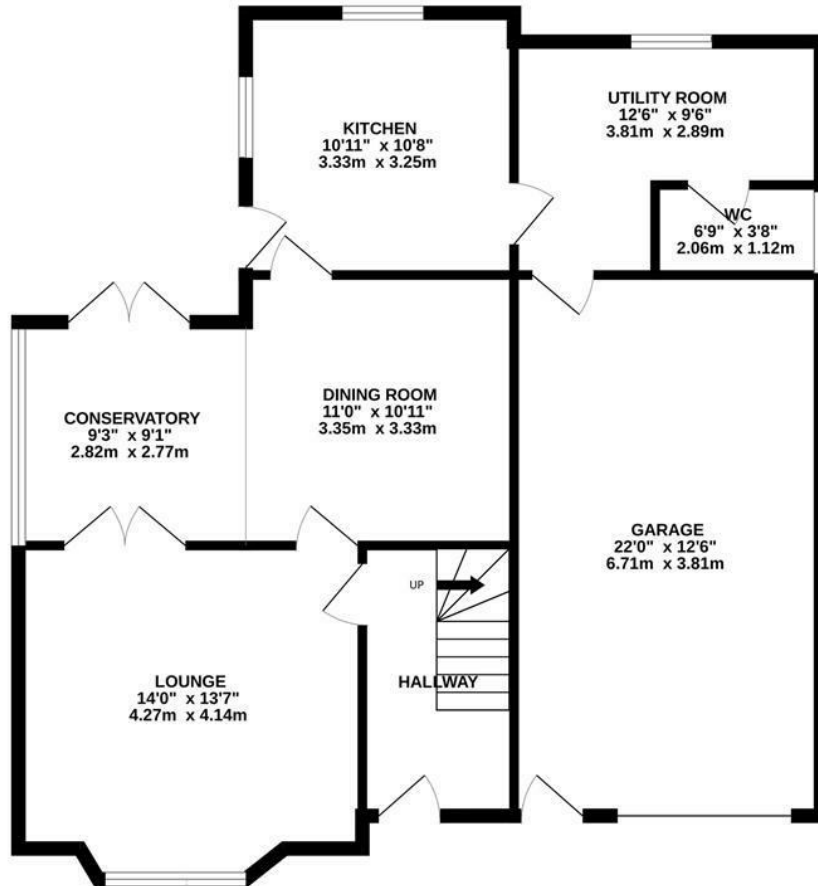 KITCHEN
10'11" x 10'8"
3.33m x 3.25m
UTILITY ROOM
12'6" x 9'6"
3.81m x 2.89m
WC
6'9" x 3'8"
2.06m x 1.12m
CONSERVATORY
9'3" x 9'1"
2.82m x 2.77m
DINING ROOM
11'0" x 10'11"
3.35m x 3.33m
GARAGE
22'0" x 12'6"
6.71m x 3.81m
UP
LOUNGE
14'0" x 13'7"
4.27m x 4.14m
HALLWAY